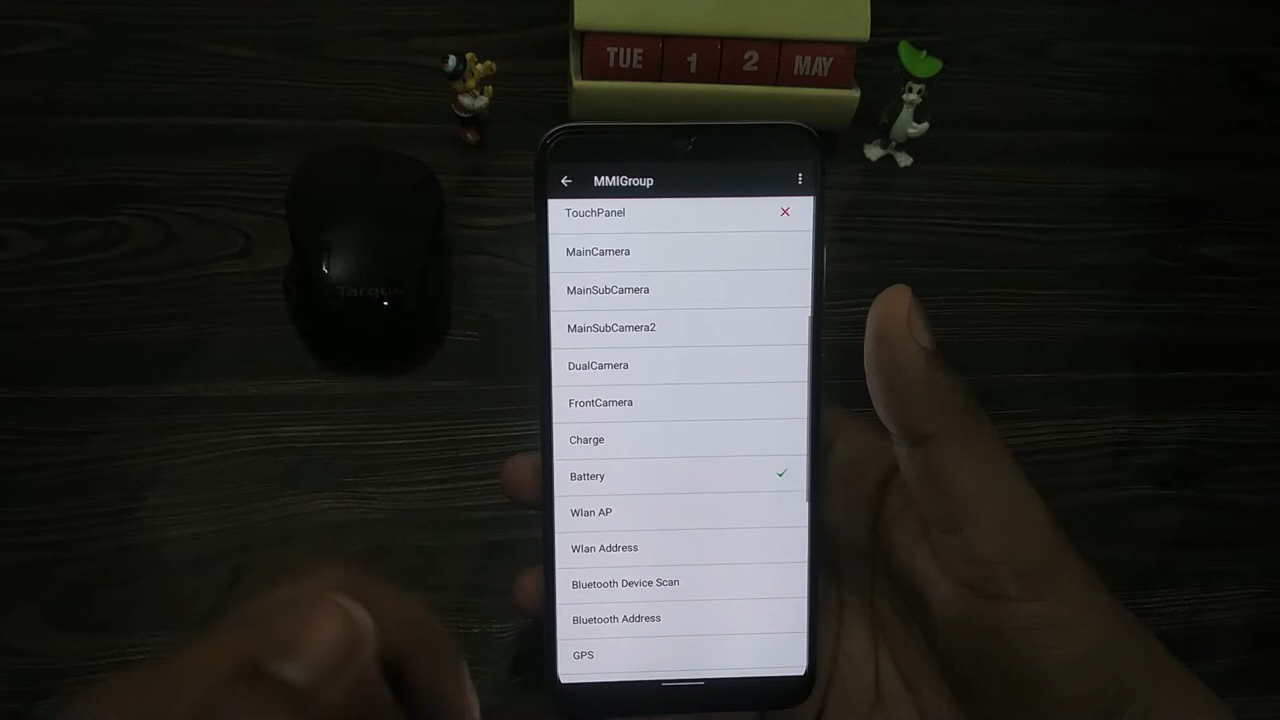 TUE 1 2 MAY
MMIGroup
TouchPanel
MainCamera
MainSubCamera
MainSubCamera2
DualCamera
FrontCamera
Charge
Battery
Wlan AP
Wlan Address
Bluetooth Device Scan
Bluetooth Address
GPS
Targus